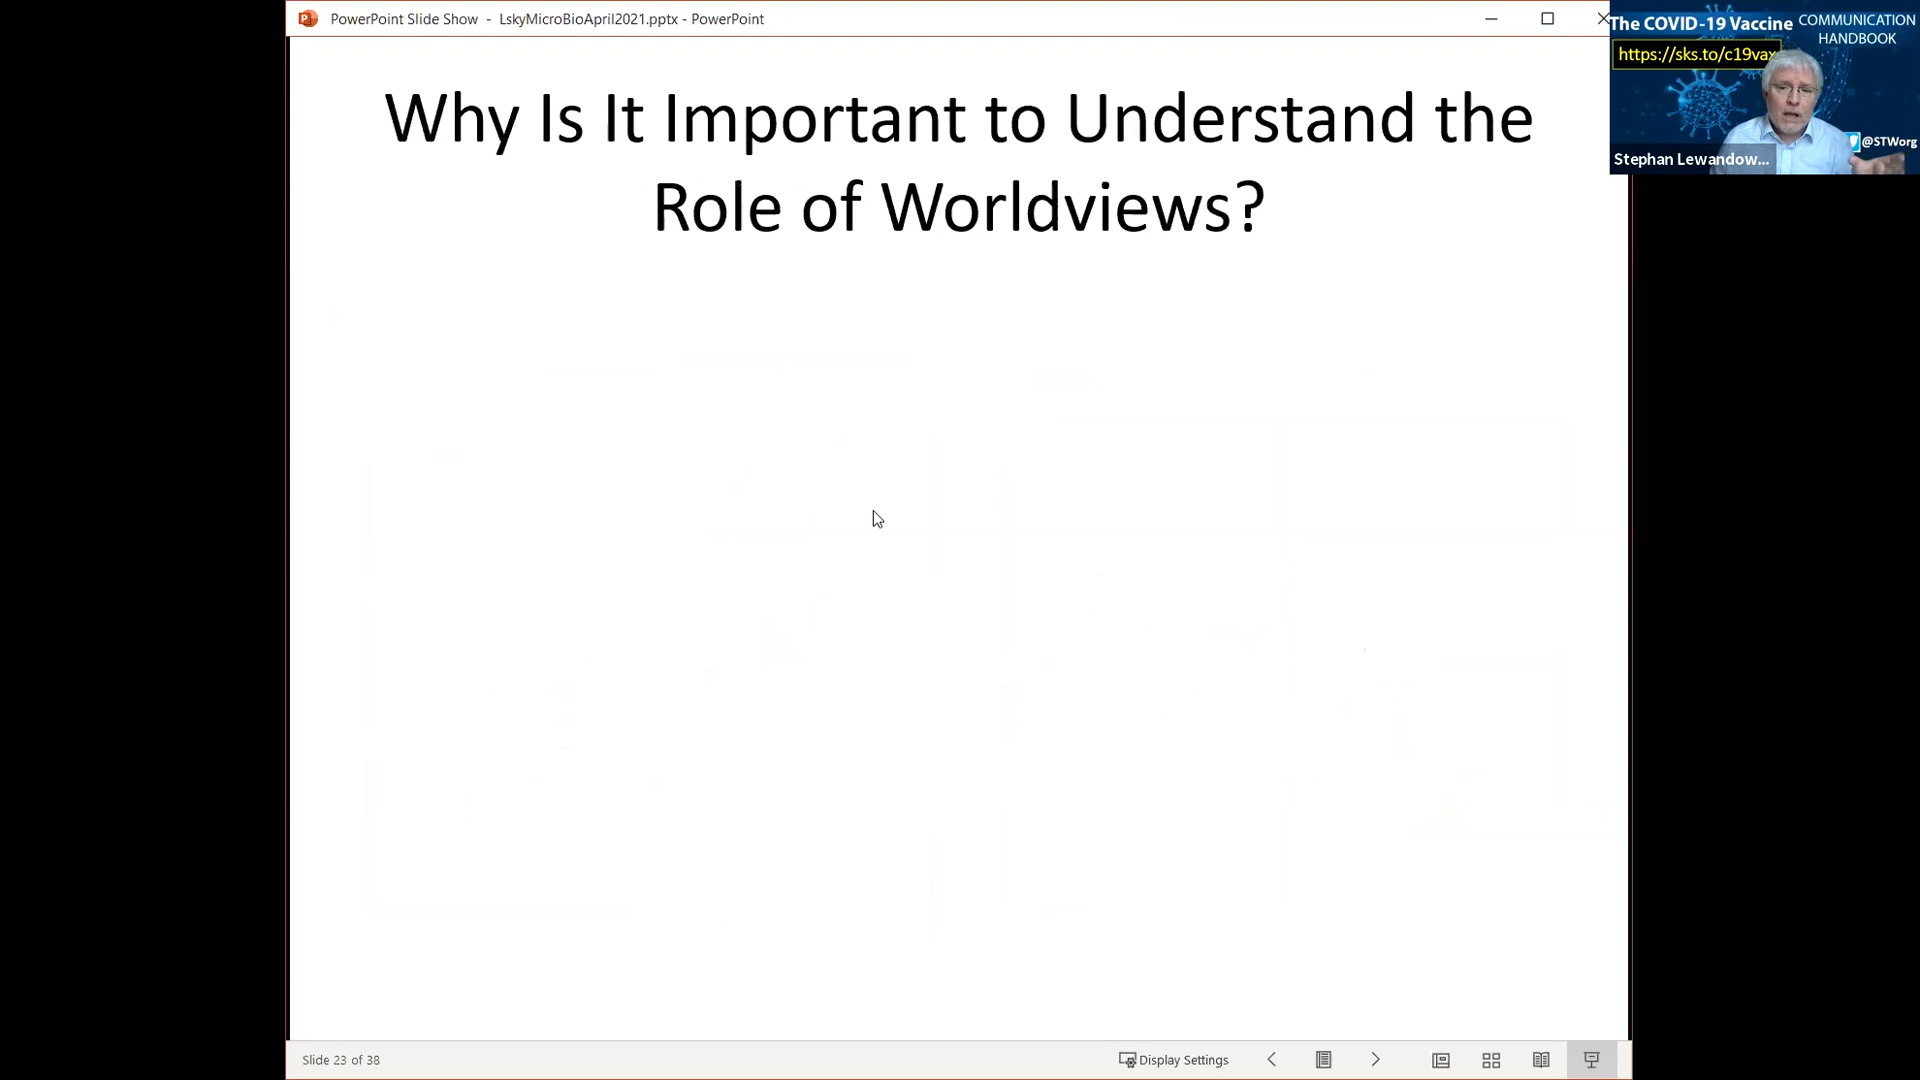 PowerPoint Slide Show - LskyMicroBioApril2021.pptx - PowerPoint
The COVID-19 Vaccine COMMUNICATION
HANDBOOK
https://sks.to/c19vax
@STWorg
Stephan Lewandow...
Why Is It Important to Understand the
Role of Worldviews?
Slide 23 of 38
Display Settings